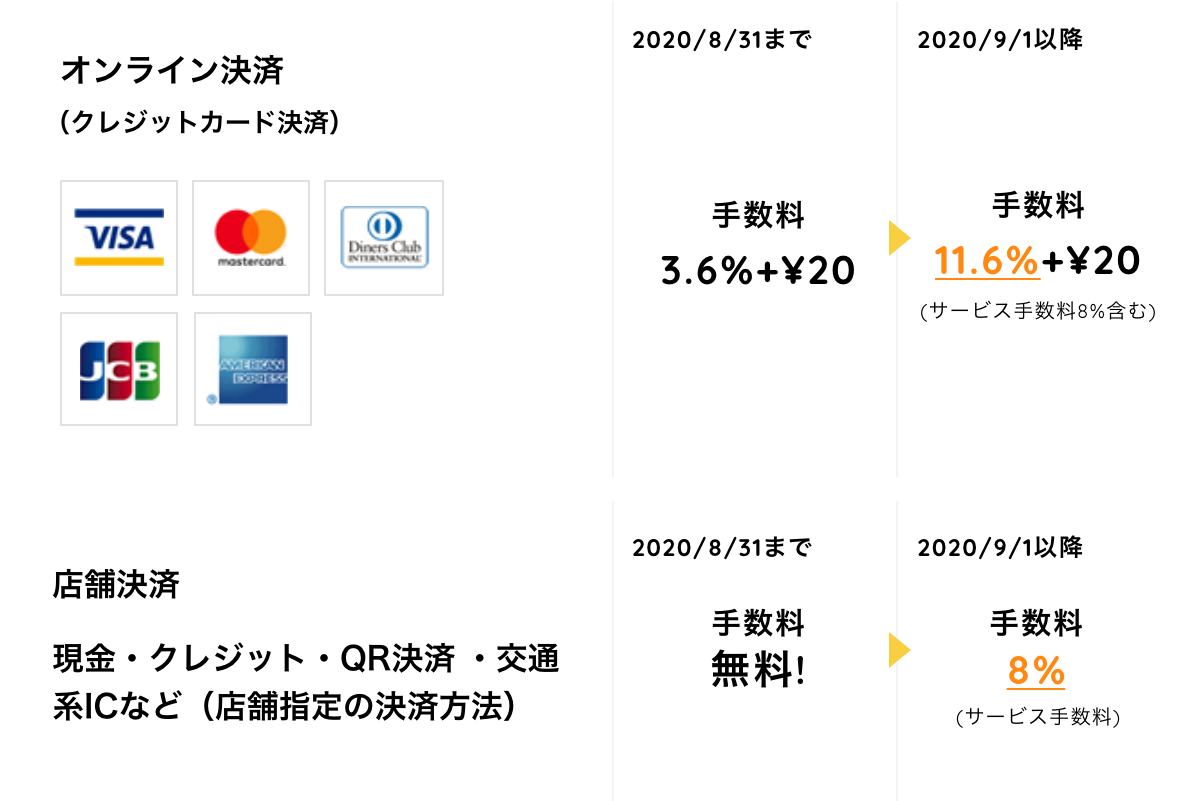 オンライン決済
（クレジットカード決済）
VISA
mastercard.
Diners Club
INTERNATIONAL
JCB
AMERICAN
EXPRESS
®
2020/8/31まで
手数料
3.6%+¥20
2020/9/1以降
手数料
11.6%+¥20
(サービス手数料8%含む)
店舗決済
現金・クレジット・QR決済 ・交通
系ICなど（店舗指定の決済方法）
2020/8/31まで
手数料
無料!
2020/9/1以降
手数料
8%
(サービス手数料)